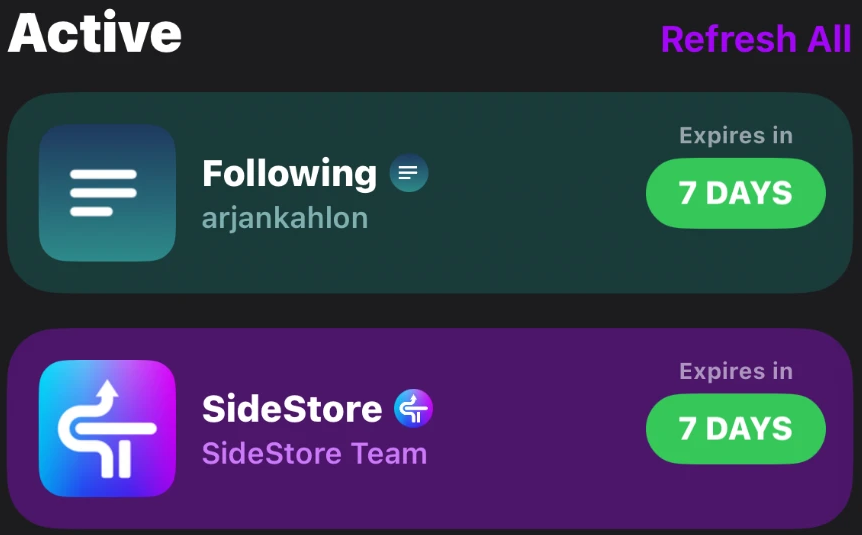 Active
Refresh All
Following
arjankahlon
Expires in
7 DAYS
SideStore
SideStore Team
Expires in
7 DAYS